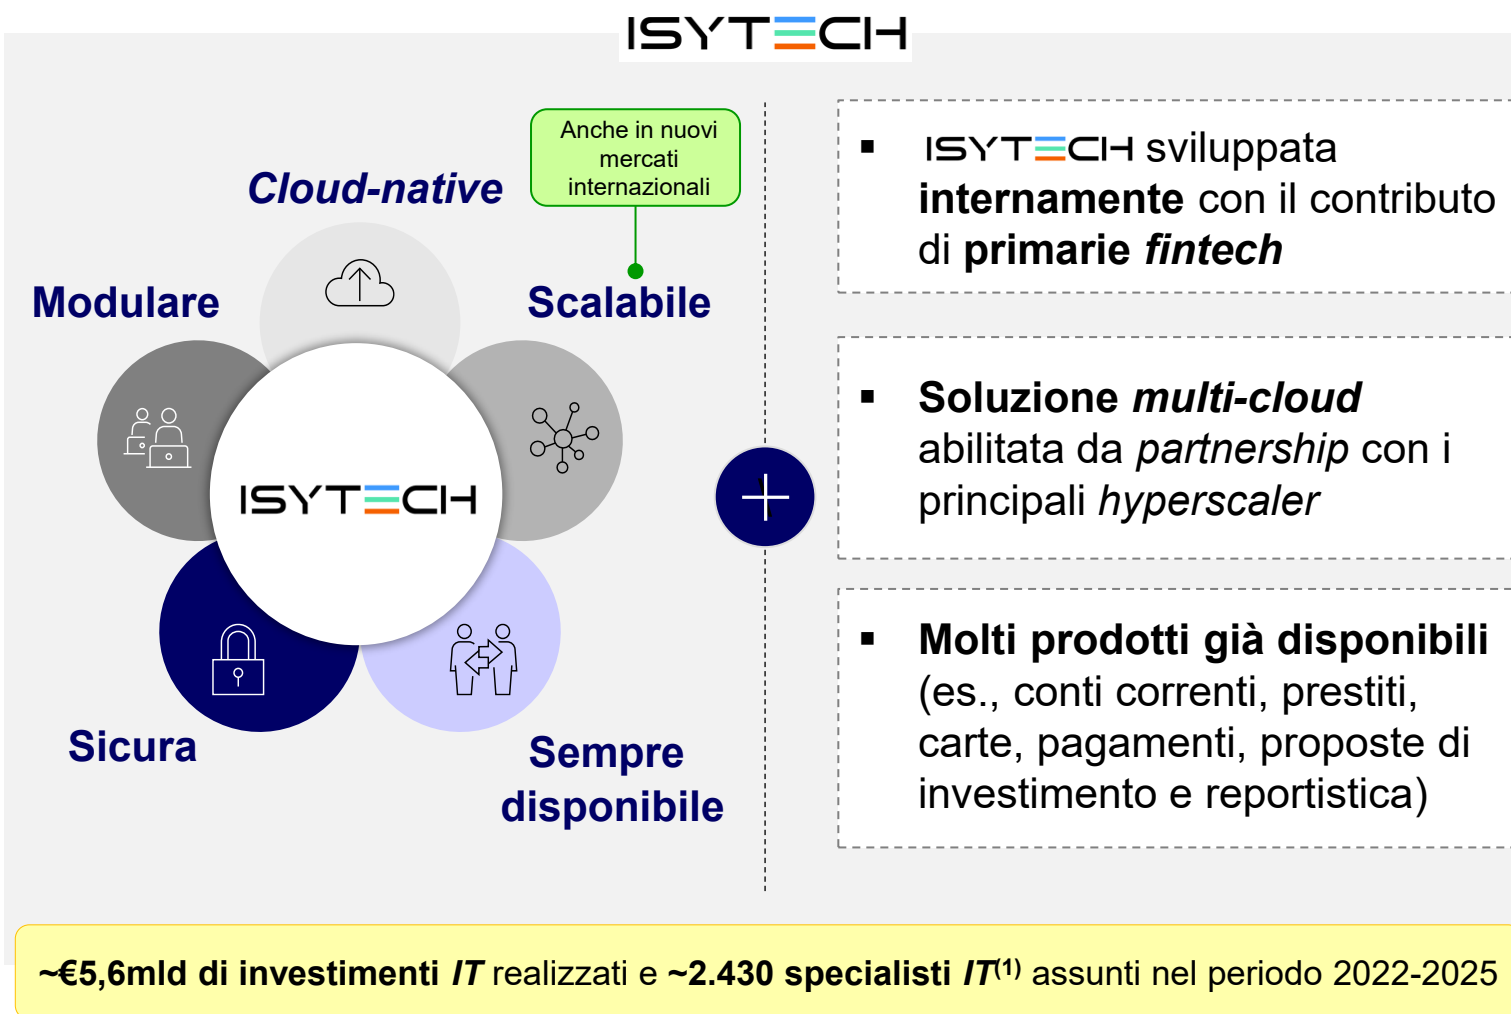 ISYTECH
Anche in nuovi
mercati
internazionali
Cloud-native
Modulare
Scalabile
ISYTECH
Sicura
Sempre
disponibile
▪ ISYTECH sviluppata
internamente con il contributo
di primarie fintech
▪ Soluzione multi-cloud
abilitata da partnership con i
principali hyperscaler
▪ Molti prodotti già disponibili
(es., conti correnti, prestiti,
carte, pagamenti, proposte di
investimento e reportistica)
~€5,6mld di investimenti IT realizzati e ~2.430 specialisti IT(1) assunti nel periodo 2022-2025